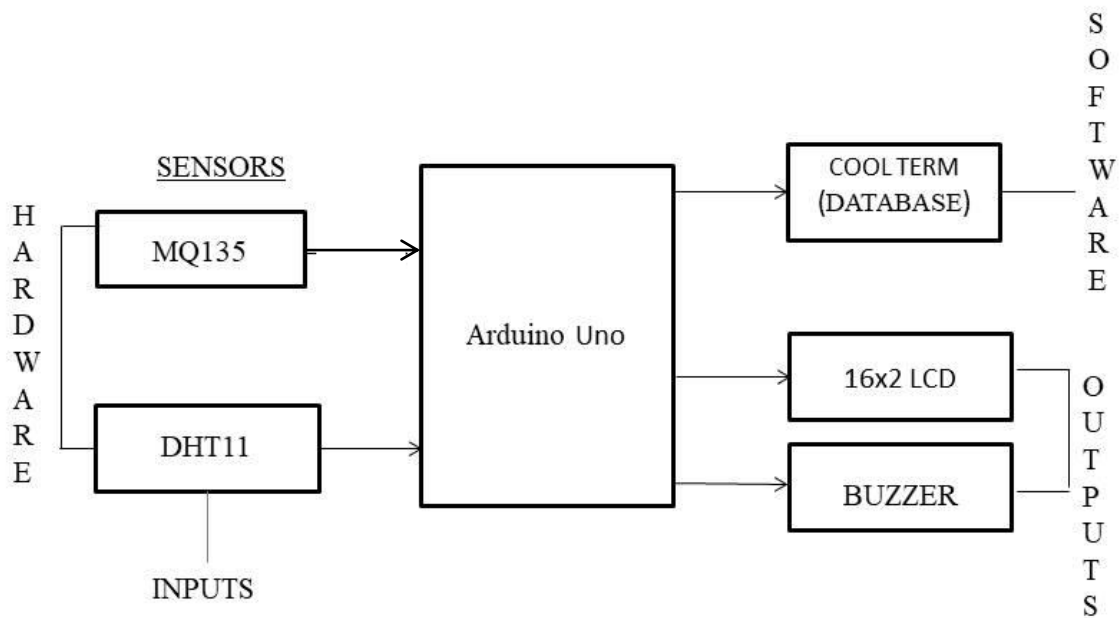 SOFTWARE
SENSORS
COOL TERM
(DATABASE)
HARDWARE
MQ135
Arduino Uno
16x2 LCD
OUTPUTS
DHT11
BUZZER
INPUTS